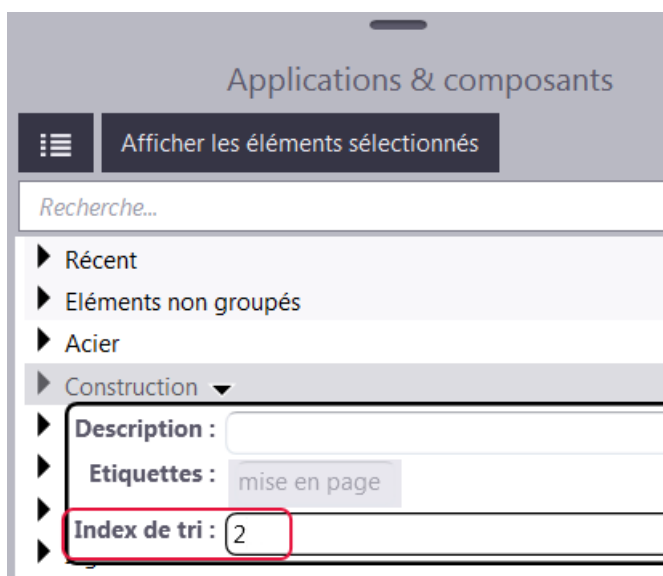 Applications & composants
Afficher les éléments sélectionnés
Recherche...
Récent
Eléments non groupés
Acier
Construction
Description :
Etiquettes : mise en page
Index de tri : 2